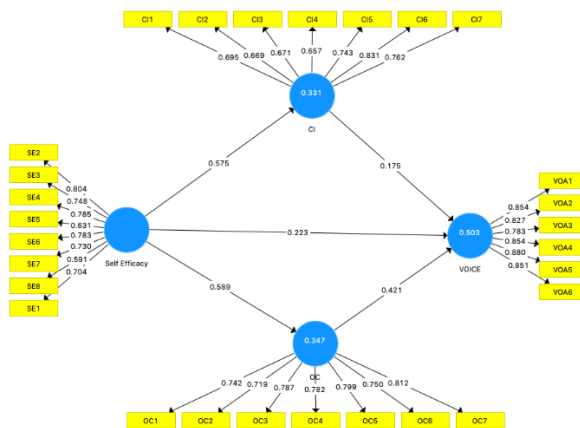 CI1 CI2 CI3 CI4 CI5 CI6 CI7
0.695 0.669 0.671 0.657 0.743 0.831 0.762
0.331
CI
SE2
SE3
SE4
SE5
SE6
SE7
SE8
SE1
0.804
0.748
0.785
0.631
0.783
0.730
0.591
0.704
Self Efficacy
0.575
0.175
0.223
0.589
0.421
0.503
VOICE
0.854
0.827
0.783
0.854
0.880
0.851
VOA1
VOA2
VOA3
VOA4
VOA5
VOA6
0.347
OC
0.742 0.719 0.787 0.782 0.799 0.750 0.812
OC1 OC2 OC3 OC4 OC5 OC6 OC7